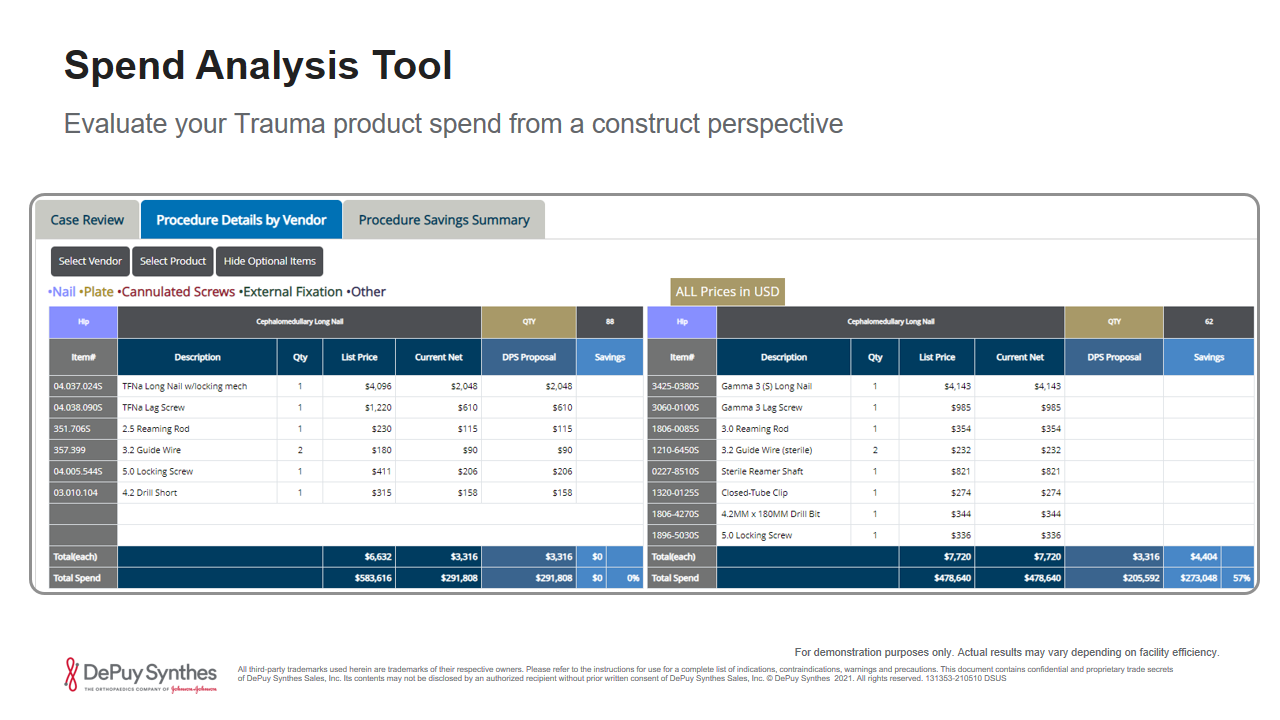 Spend Analysis Tool
Evaluate your Trauma product spend from a construct perspective
Case Review Procedure Details by Vendor Procedure Savings Summary
Select Vendor Select Product Hide Optional Items
•Nail •Plate •Cannulated Screws •External Fixation •Other ALL Prices in USD
Hip Cephalomedullary Long Nail QTY 88 Hip Cephalomedullary Long Nail QTY 62
Item# Description Qty List Price Current Net DPS Proposal Savings Item# Description Qty List Price Current Net DPS Proposal Savings
04.037.024S TFNa Long Nail w/locking mech 1 $4,096 $2,048 $2,048 3425-0380S Gamma 3 (S) Long Nail 1 $4,143 $4,143
04.038.090S TFNa Lag Screw 1 $1,220 $610 $610 3060-0100S Gamma 3 Lag Screw 1 $985 $985
351.706S 2.5 Reaming Rod 1 $230 $115 $115 1806-0085S 3.0 Reaming Rod 1 $354 $354
357.399 3.2 Guide Wire 2 $180 $90 $90 1210-6450S 3.2 Guide Wire (sterile) 2 $232 $232
04.005.544S 5.0 Locking Screw 1 $411 $206 $206 0227-8510S Sterile Reamer Shaft 1 $821 $821
03.010.104 4.2 Drill Short 1 $315 $158 $158 1320-0125S Closed-Tube Clip 1 $274 $274
1806-4270S 4.2MM x 180MM Drill Bit 1 $344 $344
1896-5030S 5.0 Locking Screw 1 $336 $336
Total(each) $6,632 $3,316 $3,316 $0 Total(each) $7,720 $7,720 $3,316 $4,404
Total Spend $583,616 $291,808 $291,808 $0 0% Total Spend $478,640 $478,640 $205,592 $273,048 57%
For demonstration purposes only. Actual results may vary depending on facility efficiency.
DePuy Synthes
THE ORTHOPAEDICS COMPANY OF Johnson & Johnson
All third-party trademarks used herein are trademarks of their respective owners. Please refer to the instructions for use for a complete list of indications, contraindications, warnings and precautions. This document contains confidential and proprietary trade secrets
of DePuy Synthes Sales, Inc. Its contents may not be disclosed by an authorized recipient without prior written consent of DePuy Synthes Sales, Inc. © DePuy Synthes 2021. All rights reserved. 131353-210510 DSUS